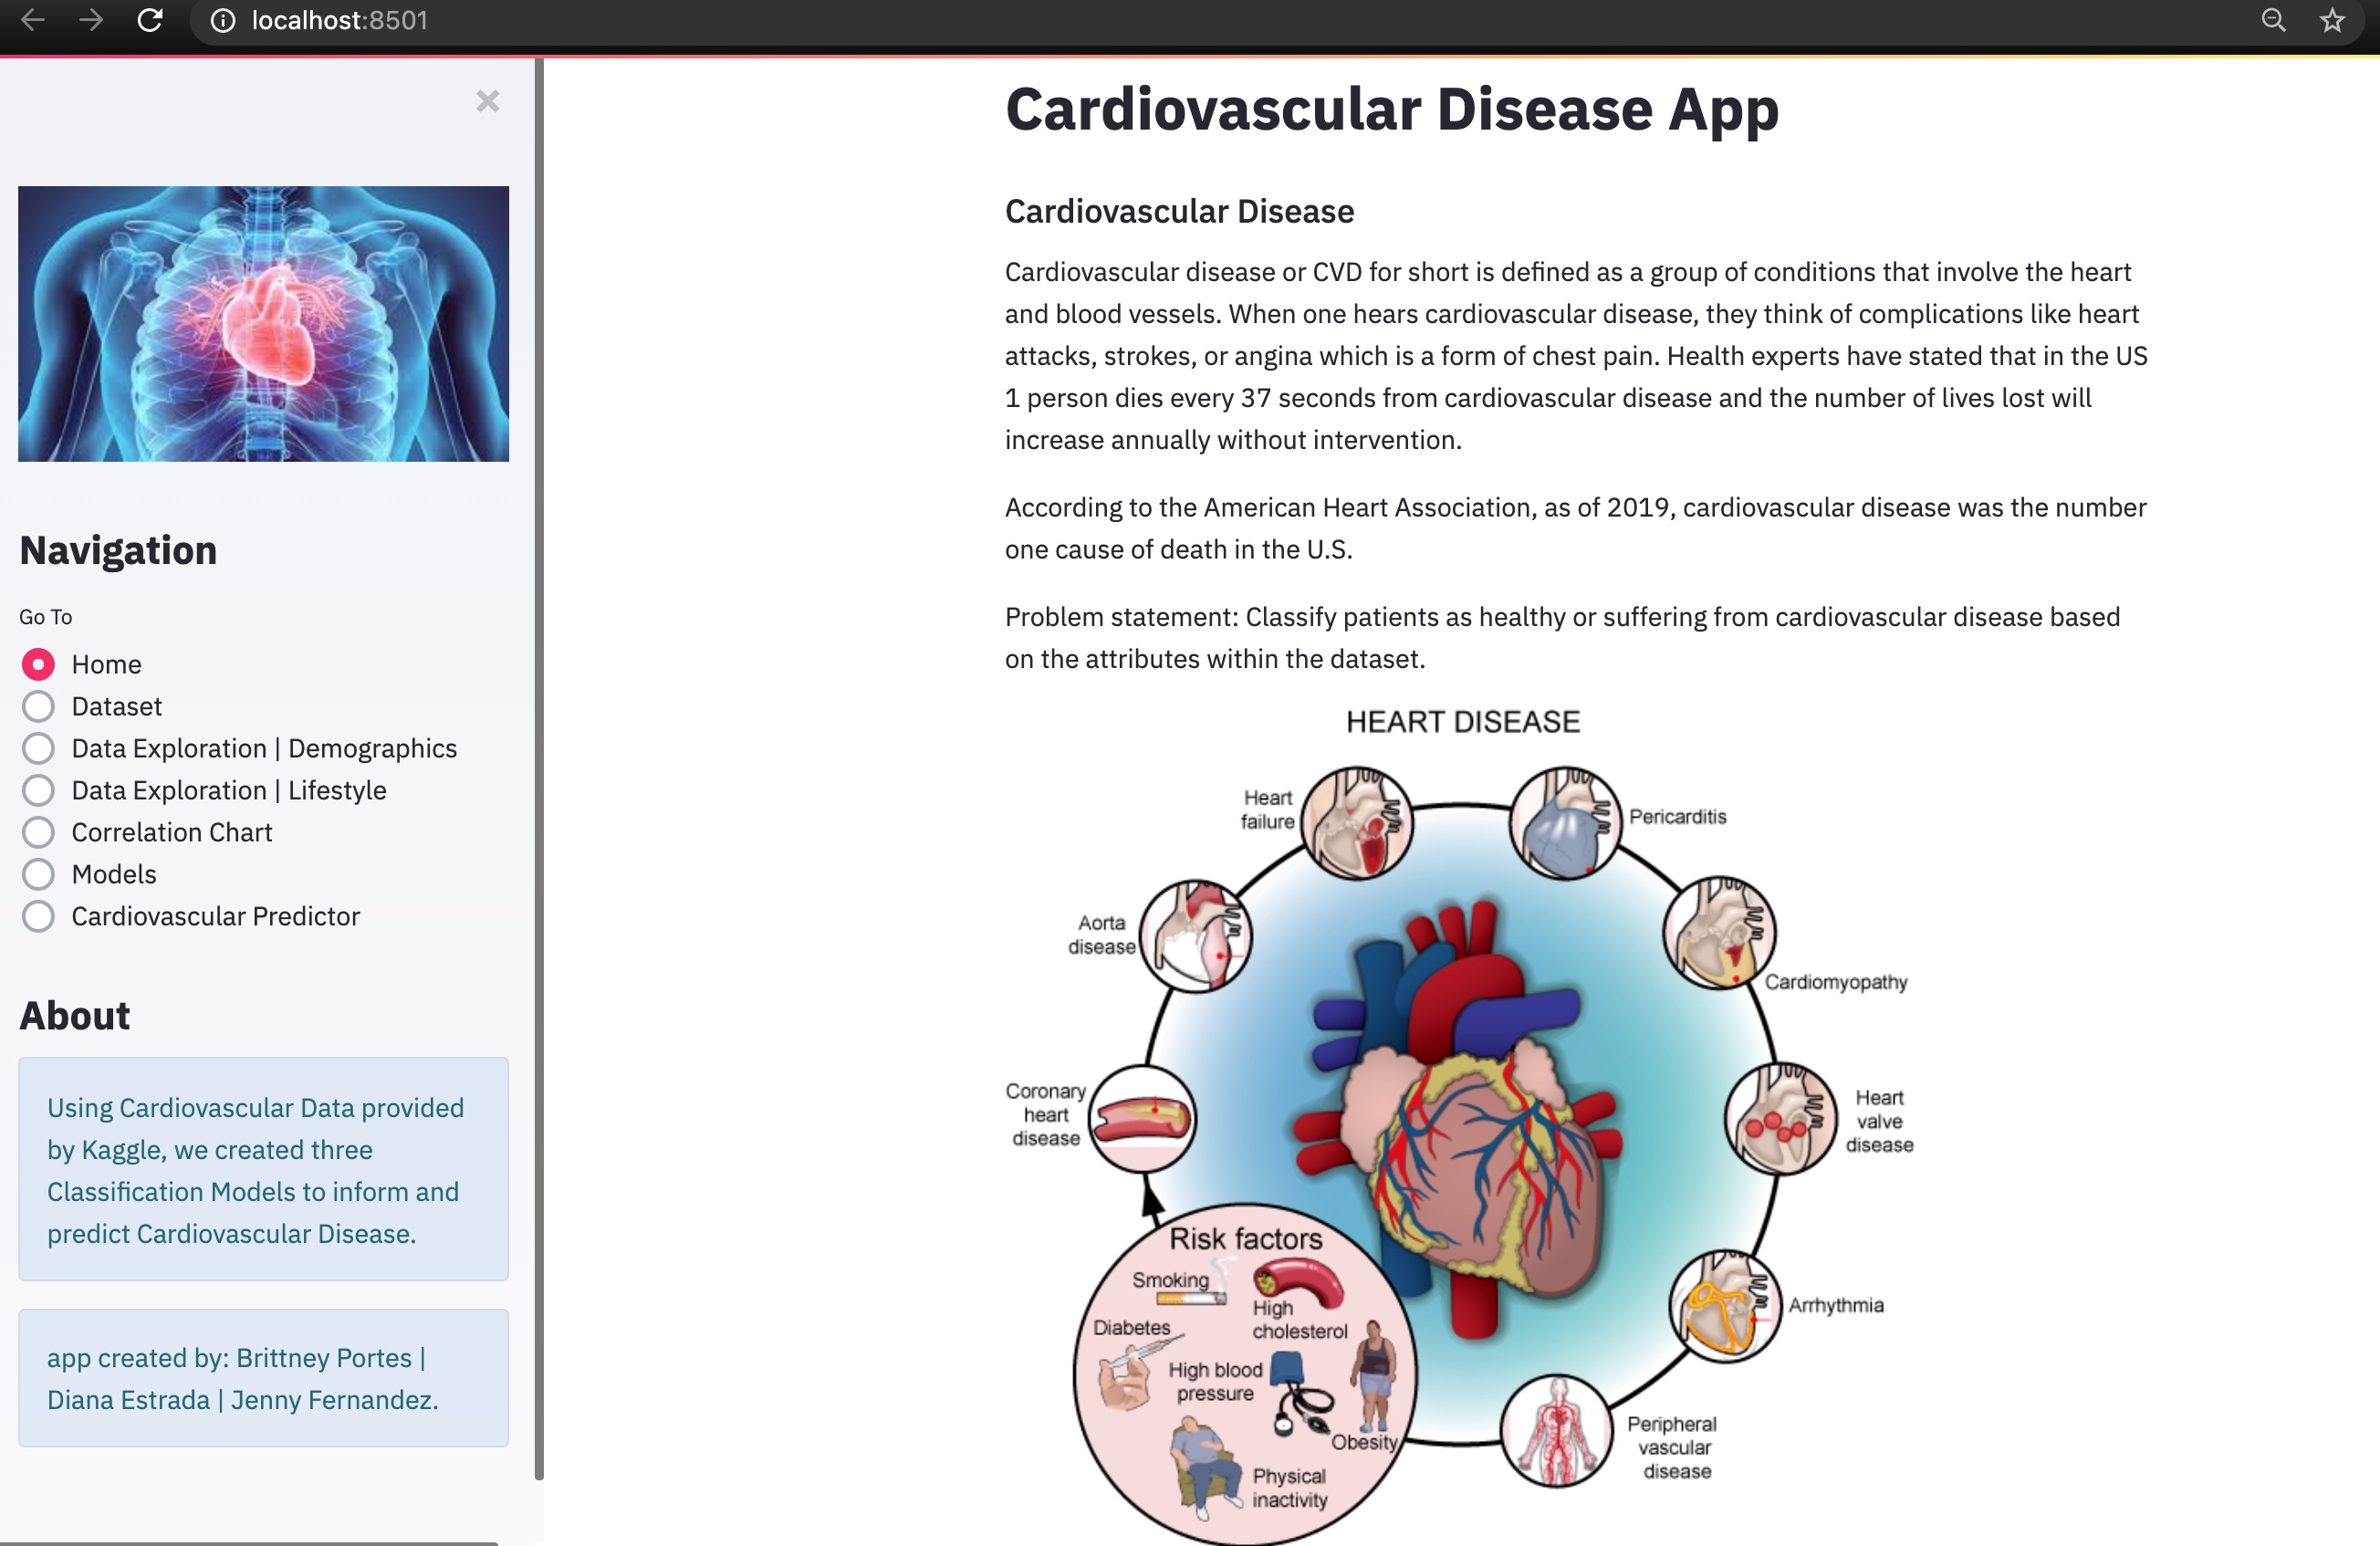 localhost:8501
Navigation
Go To
Home
Dataset
Data Exploration | Demographics
Data Exploration | Lifestyle
Correlation Chart
Models
Cardiovascular Predictor
About
Using Cardiovascular Data provided
by Kaggle, we created three
Classification Models to inform and
predict Cardiovascular Disease.
app created by: Brittney Portes |
Diana Estrada | Jenny Fernandez.
Cardiovascular Disease App
Cardiovascular Disease
Cardiovascular disease or CVD for short is defined as a group of conditions that involve the heart
and blood vessels. When one hears cardiovascular disease, they think of complications like heart
attacks, strokes, or angina which is a form of chest pain. Health experts have stated that in the US
1 person dies every 37 seconds from cardiovascular disease and the number of lives lost will
increase annually without intervention.
According to the American Heart Association, as of 2019, cardiovascular disease was the number
one cause of death in the U.S.
Problem statement: Classify patients as healthy or suffering from cardiovascular disease based
on the attributes within the dataset.
HEART DISEASE
Heart
failure
Pericarditis
Aorta
disease
Cardiomyopathy
Coronary
heart
disease
Heart
valve
disease
Risk factors
Smoking
High
cholesterol
Diabetes
High blood
pressure
Obesity
Physical
inactivity
Arrhythmia
Peripheral
vascular
disease